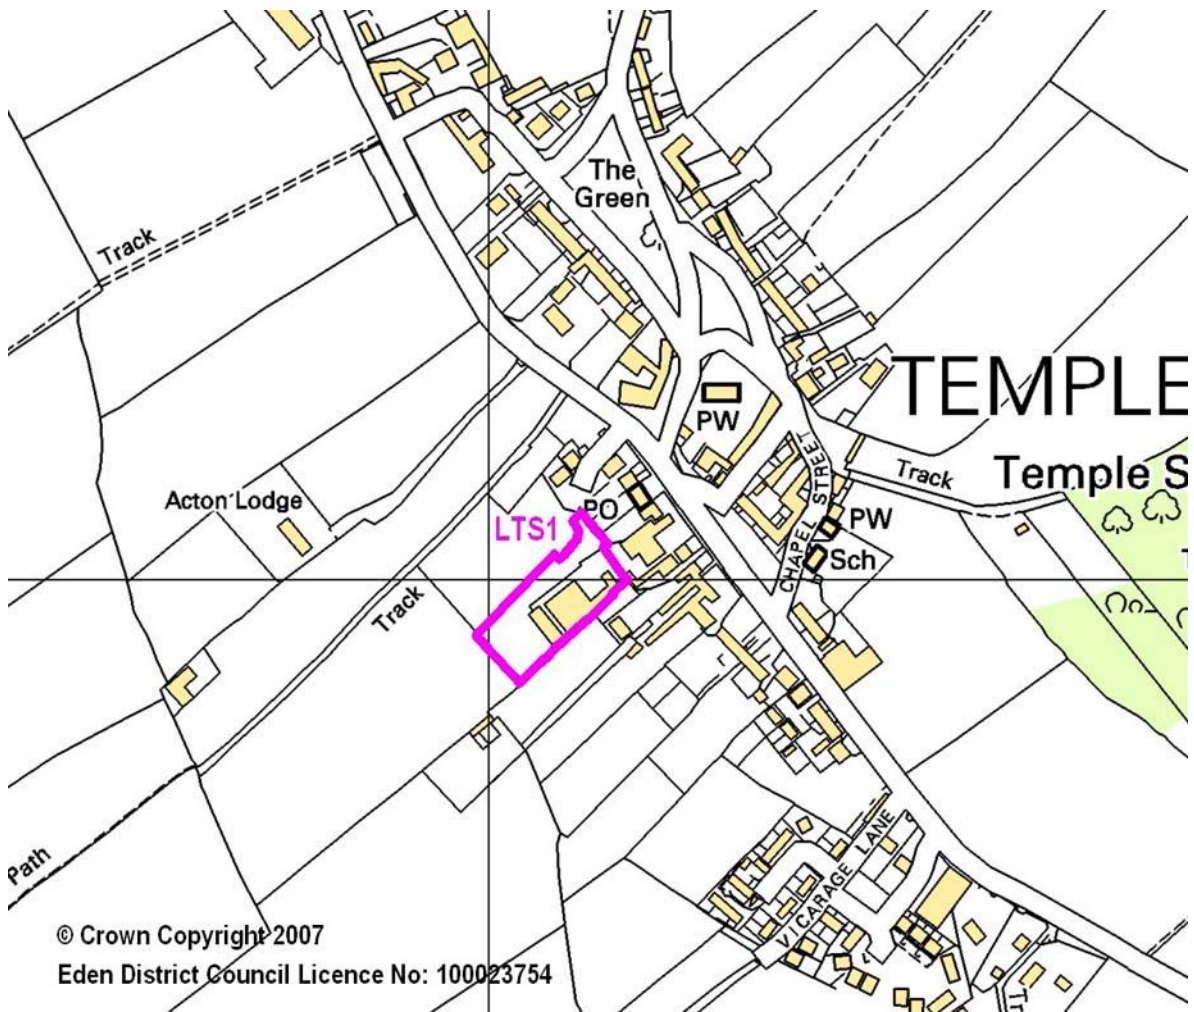 The
Green
Track
TEMPLE
PW
Track
Temple S
Acton Lodge
PO
LTS1
CHAPEL STREET
PW
Sch
Track
VICARAGE LANE
Path
© Crown Copyright 2007
Eden District Council Licence No: 100023754